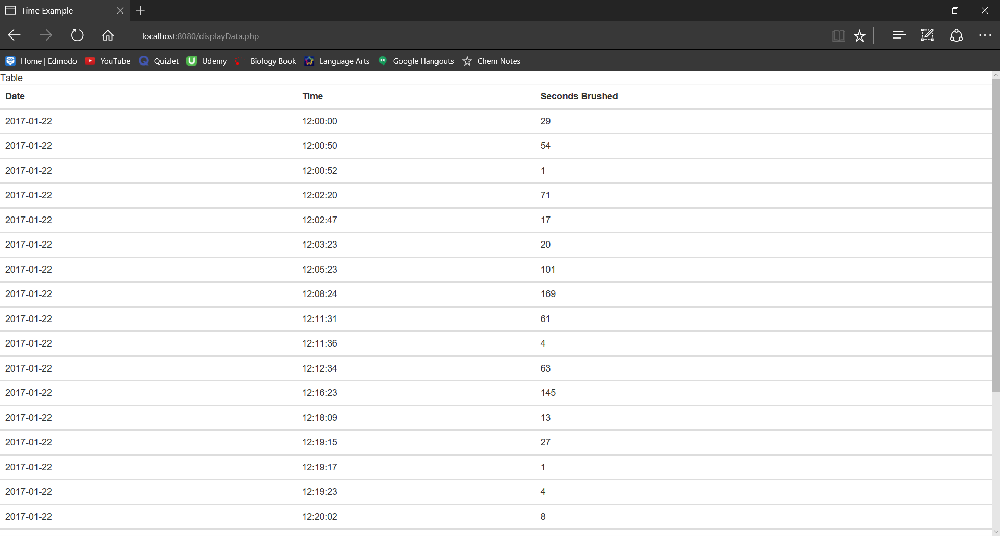 Time Example
localhost:8080/displayData.php
Home | Edmodo YouTube Quizlet Udemy Biology Book Language Arts Google Hangouts Chem Notes
Table
Date Time Seconds Brushed
2017-01-22 12:00:00 29
2017-01-22 12:00:50 54
2017-01-22 12:00:52 1
2017-01-22 12:02:20 71
2017-01-22 12:02:47 17
2017-01-22 12:03:23 20
2017-01-22 12:05:23 101
2017-01-22 12:08:24 169
2017-01-22 12:11:31 61
2017-01-22 12:11:36 4
2017-01-22 12:12:34 63
2017-01-22 12:16:23 145
2017-01-22 12:18:09 13
2017-01-22 12:19:15 27
2017-01-22 12:19:17 1
2017-01-22 12:19:23 4
2017-01-22 12:20:02 8